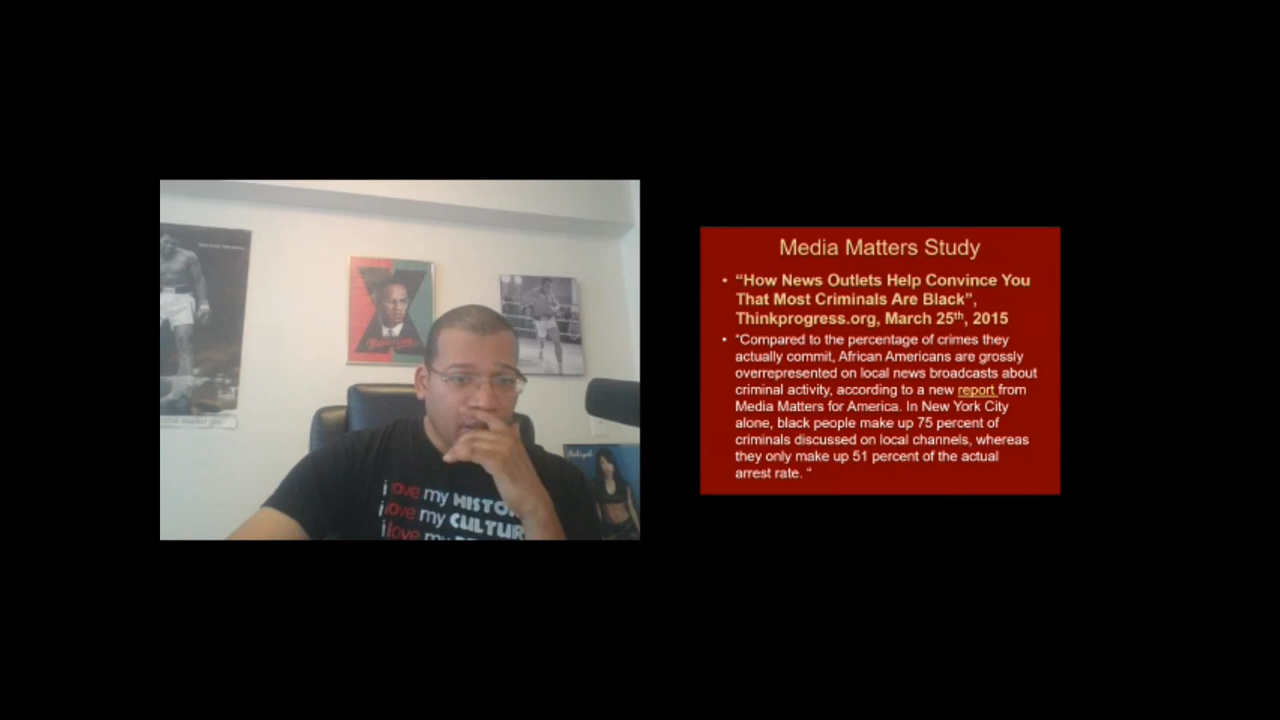 i love my HISTO
i love my CULTUR
i love my
Media Matters Study
• “How News Outlets Help Convince You
That Most Criminals Are Black”,
Thinkprogress.org, March 25th, 2015
• “Compared to the percentage of crimes they
actually commit, African Americans are grossly
overrepresented on local news broadcasts about
criminal activity, according to a new report from
Media Matters for America. In New York City
alone, black people make up 75 percent of
criminals discussed on local channels, whereas
they only make up 51 percent of the actual
arrest rate. “